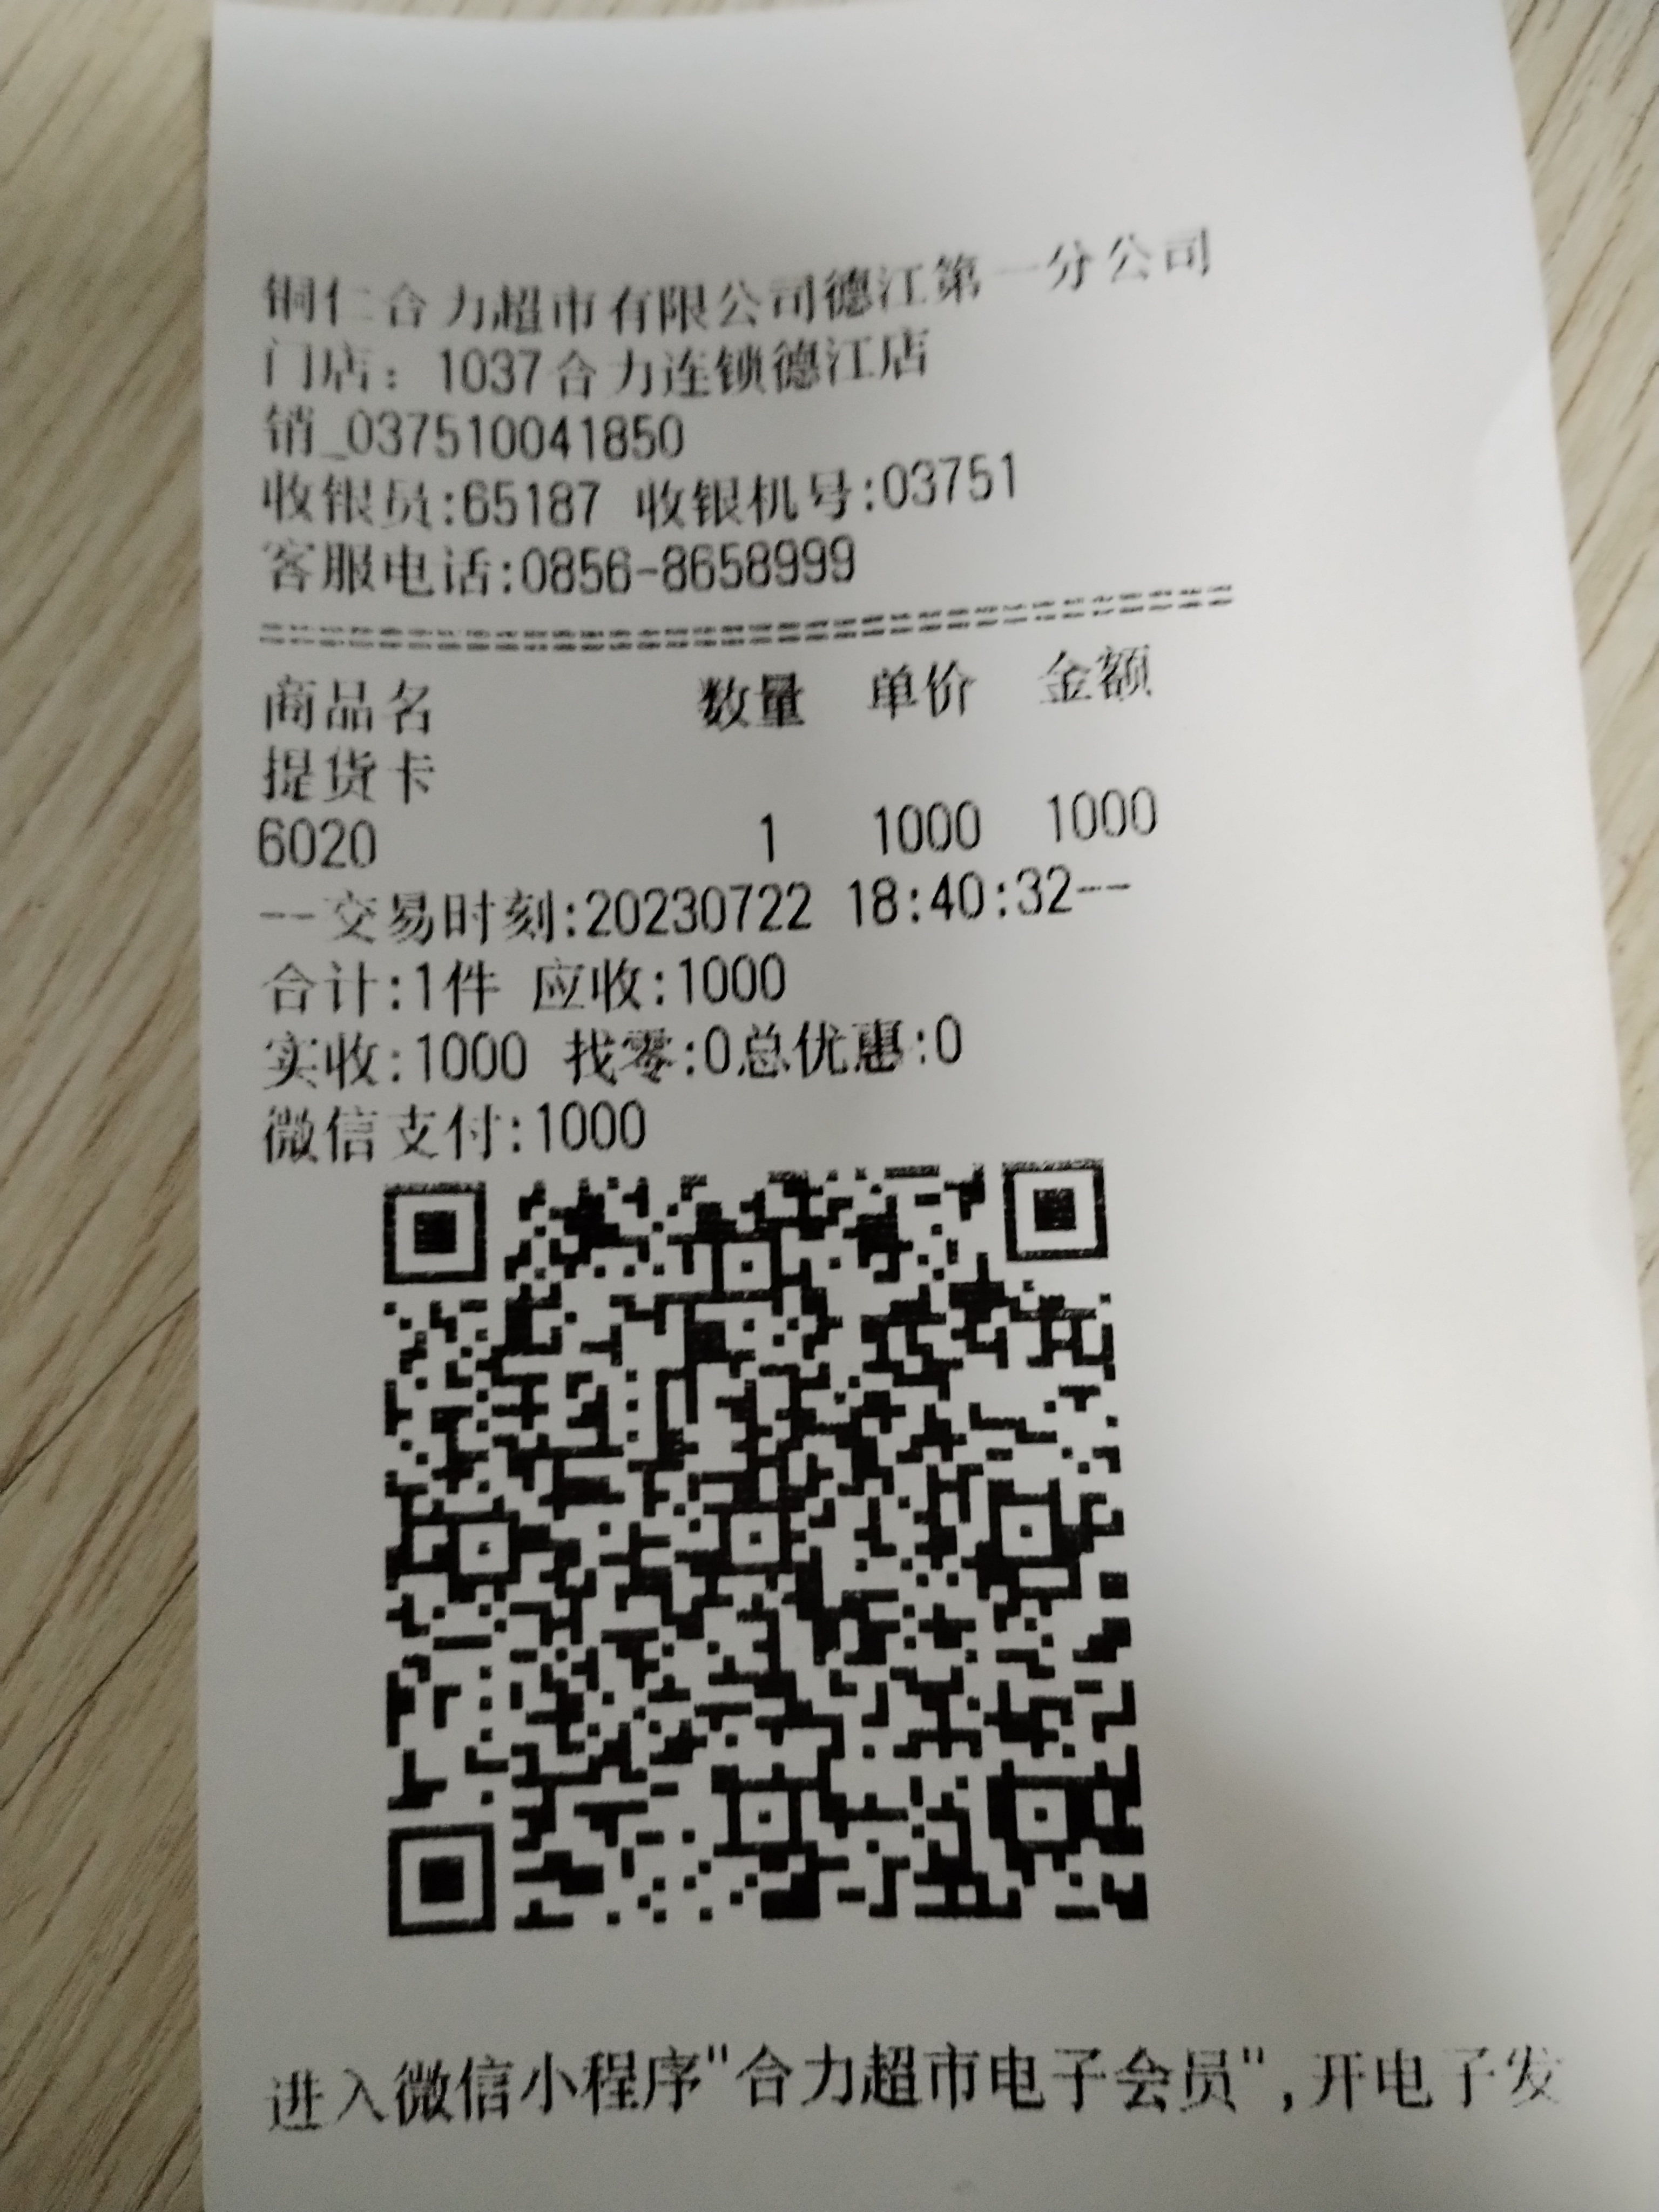 铜仁合力超市有限公司德江第一分公司
门店：1037合力连锁德江店
销_037510041850
收银员:65187 收银机号:03751
客服电话:0856-8658999
================================
商品名 数量 单价 金额
提货卡
6020 1 1000 1000
--交易时刻:20230722 18:40:32--
合计:1件 应收:1000
实收:1000 找零:0总优惠:0
微信支付:1000
进入微信小程序"合力超市电子会员",开电子发